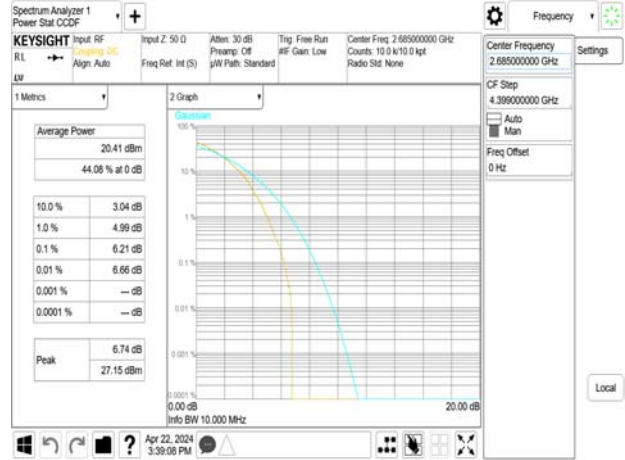 Spectrum Analyzer 1
Power Stat CCDF
+
Frequency
KEYSIGHT
Input: RF
Coupling: DC
Align: Auto
Input Z: 50 Ω
Freq Ref: Int (S)
Atten: 30 dB
Preamp: Off
µW Path: Standard
Trig: Free Run
#IF Gain: Low
Center Freq: 2.685000000 GHz
Counts: 10.0 k/10.0 kpt
Radio Std: None
RL
Center Frequency
2.685000000 GHz
Settings
CF Step
4.399000000 GHz
Auto
Man
Freq Offset
0 Hz
1 Metrics
Average Power
20.41 dBm
44.08 % at 0 dB
10.0 % 3.04 dB
1.0 % 4.99 dB
0.1 % 6.21 dB
0.01 % 6.66 dB
0.001 % --- dB
0.0001 % --- dB
Peak
6.74 dB
27.15 dBm
2 Graph
Gaussian
100 %
10 %
1 %
0.1 %
0.01 %
0.001 %
0.0001 %
0.00 dB
20.00 dB
Info BW 10.000 MHz
Local
?
Apr 22, 2024
3:39:08 PM